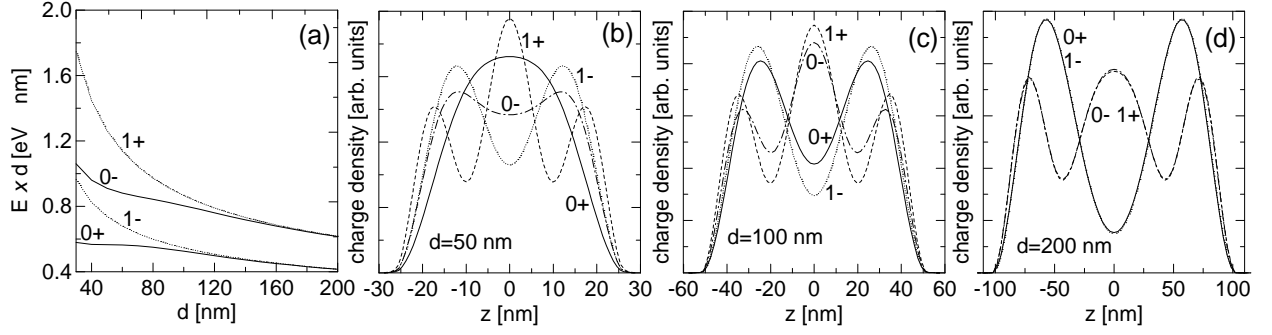 (a)
2.0
1.6
1.2
0.8
0.4
E x d [eV nm]
1+
0-
1-
0+
40
80
120
160
200
d [nm]
(b)
charge density [arb. units]
1+
1-
0-
0+
d=50 nm
-30
-20
-10
0
10
20
30
z [nm]
(c)
charge density [arb. units]
1+
0-
0+
1-
d=100 nm
-60
-40
-20
0
20
40
60
z [nm]
(d)
charge density [arb. units]
0+
1-
0- 1+
d=200 nm
-100
-50
0
50
100
z [nm]